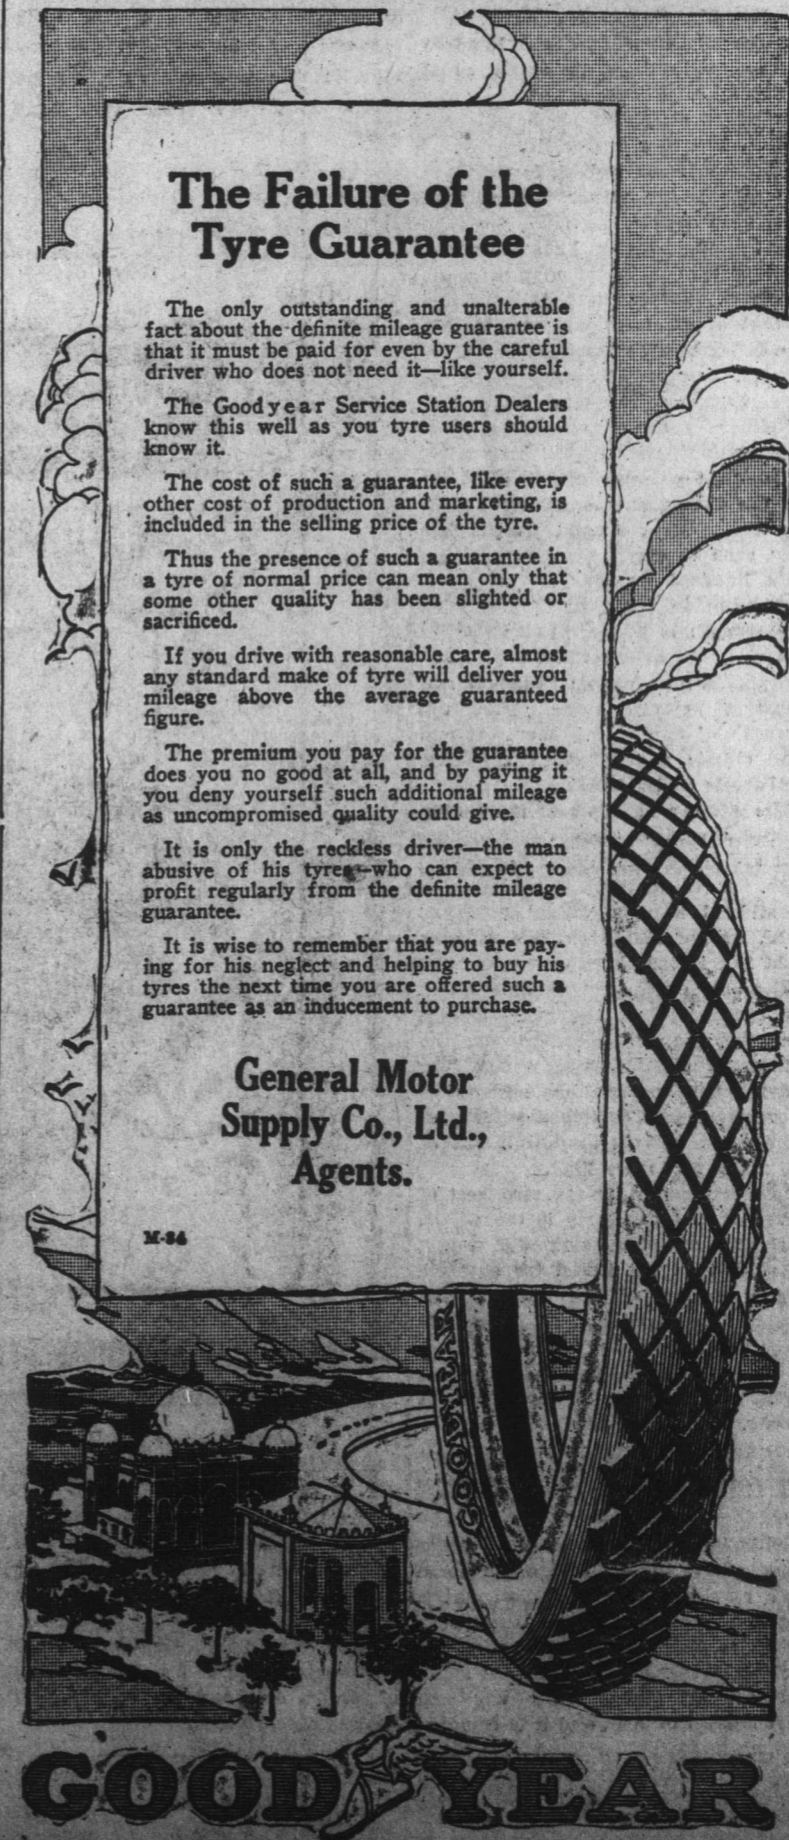 The Failure of the
Tyre Guarantee
The only outstanding and unalterable
fact about the definite mileage guarantee is
that it must be paid for even by the careful
driver who does not need it—like yourself.
The Goodyear Service Station Dealers
know this well as you tyre users should
know it.
The cost of such a guarantee, like every
other cost of production and marketing, is
included in the selling price of the tyre.
Thus the presence of such a guarantee in
a tyre of normal price can mean only that
some other quality has been slighted or
sacrificed.
If you drive with reasonable care, almost
any standard make of tyre will deliver you
mileage above the average guaranteed
figure.
The premium you pay for the guarantee
does you no good at all, and by paying it
you deny yourself such additional mileage
as uncompromised quality could give.
It is only the reckless driver—the man
abusive of his tyres—who can expect to
profit regularly from the definite mileage
guarantee.
It is wise to remember that you are pay-
ing for his neglect and helping to buy his
tyres the next time you are offered such a
guarantee as an inducement to purchase.
General Motor
Supply Co., Ltd.,
Agents.
M-84
GOODYEAR
GOOD YEAR